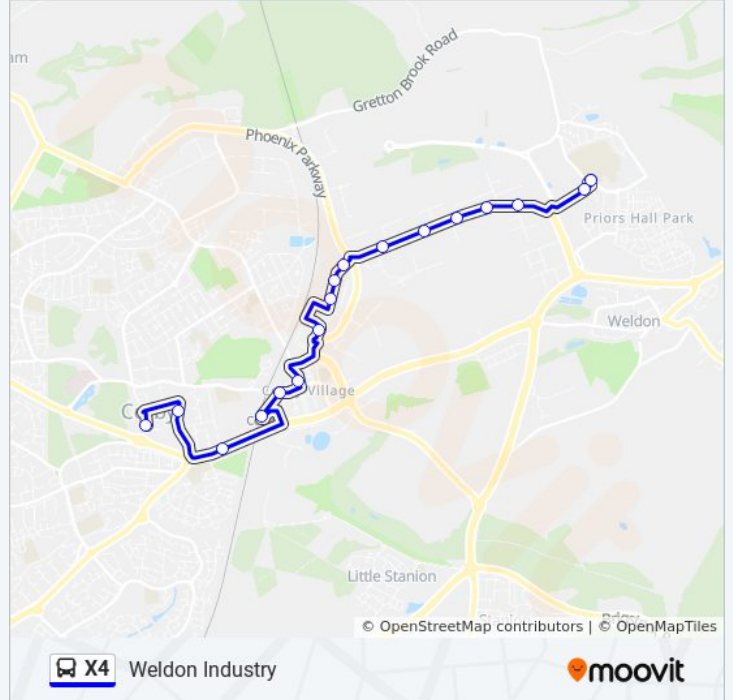 am
Gretton Brook Road
Phoenix Parkway
Priors Hall Park
Weldon
Village
Little Stanion
© OpenStreetMap contributors | © OpenMapTiles
X4 Weldon Industry
moovit